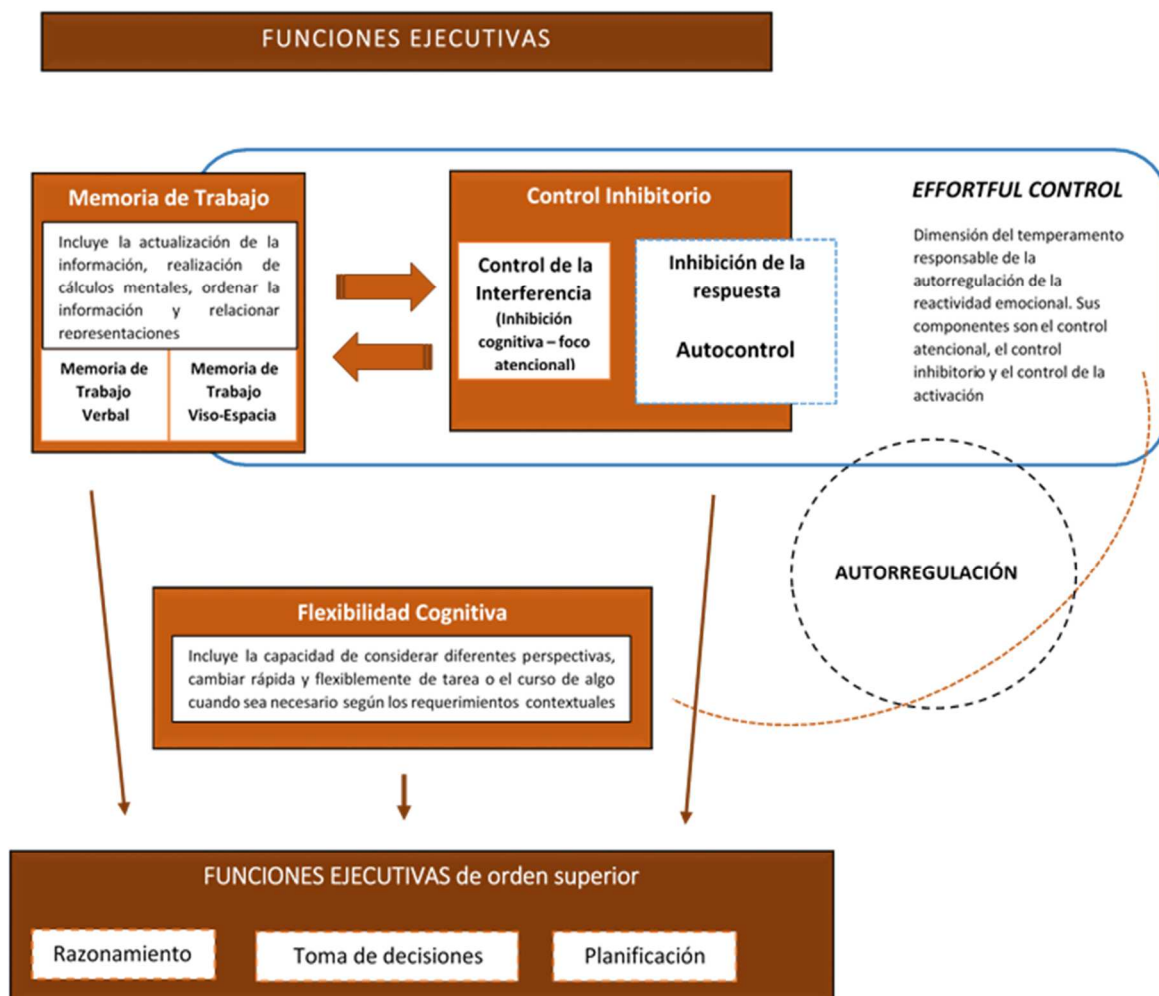 FUNCIONES EJECUTIVAS
Memoria de Trabajo
Incluye la actualización de la
información, realización de
cálculos mentales, ordenar la
información y relacionar
representaciones
Memoria de
Trabajo
Verbal
Memoria de
Trabajo
Viso-Espacia
Control Inhibitorio
Control de la
Interferencia
(Inhibición
cognitiva – foco
atencional)
Inhibición de la
respuesta
Autocontrol
EFFORTFUL CONTROL
Dimensión del temperamento
responsable de la
autorregulación de la
reactividad emocional. Sus
componentes son el control
atencional, el control
inhibitorio y el control de la
activación
AUTORREGULACIÓN
Flexibilidad Cognitiva
Incluye la capacidad de considerar diferentes perspectivas,
cambiar rápida y flexiblemente de tarea o el curso de algo
cuando sea necesario según los requerimientos contextuales
FUNCIONES EJECUTIVAS de orden superior
Razonamiento
Toma de decisiones
Planificación